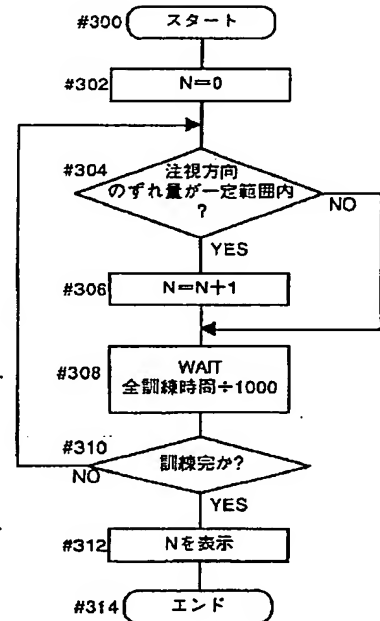 #300 スタート
#302 N=0
#304 注視方向
のずれ量が一定範囲内
?
NO
YES
#306 N=N+1
#308 WAIT
全訓練時間÷1000
#310 訓練完か?
NO
YES
#312 Nを表示
#314 エンド